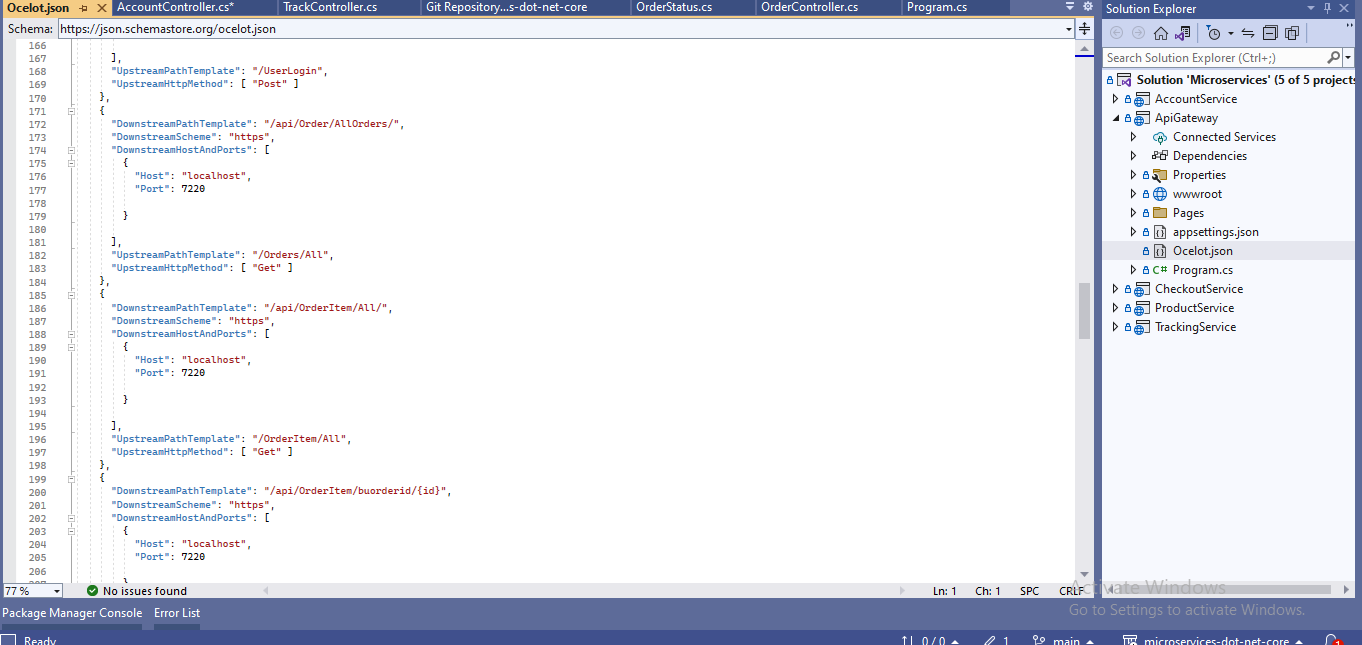 Ocelot.json
AccountController.cs*
TrackController.cs
Git Repository...s-dot-net-core
OrderStatus.cs
OrderController.cs
Program.cs
Schema: https://json.schemastore.org/ocelot.json
166
167 ],
168 "UpstreamPathTemplate": "/UserLogin",
169 "UpstreamHttpMethod": [ "Post" ]
170 },
171 {
172 "DownstreamPathTemplate": "/api/Order/AllOrders/",
173 "DownstreamScheme": "https",
174 "DownstreamHostAndPorts": [
175 {
176 "Host": "localhost",
177 "Port": 7220
178
179 }
180
181 ],
182 "UpstreamPathTemplate": "/Orders/All",
183 "UpstreamHttpMethod": [ "Get" ]
184 },
185 {
186 "DownstreamPathTemplate": "/api/OrderItem/All/",
187 "DownstreamScheme": "https",
188 "DownstreamHostAndPorts": [
189 {
190 "Host": "localhost",
191 "Port": 7220
192
193 }
194
195 ],
196 "UpstreamPathTemplate": "/OrderItem/All",
197 "UpstreamHttpMethod": [ "Get" ]
198 },
199 {
200 "DownstreamPathTemplate": "/api/OrderItem/buorderid/{id}",
201 "DownstreamScheme": "https",
202 "DownstreamHostAndPorts": [
203 {
204 "Host": "localhost",
205 "Port": 7220
206
207 }
77 % No issues found Ln: 1 Ch: 1 SPC CRLF
Package Manager Console Error List
Ready 0 / 0 1 main microservices-dot-net-core 1
Solution Explorer
Search Solution Explorer (Ctrl+;)
Solution 'Microservices' (5 of 5 projects
AccountService
ApiGateway
Connected Services
Dependencies
Properties
wwwroot
Pages
appsettings.json
Ocelot.json
C# Program.cs
CheckoutService
ProductService
TrackingService
Activate Windows
Go to Settings to activate Windows.